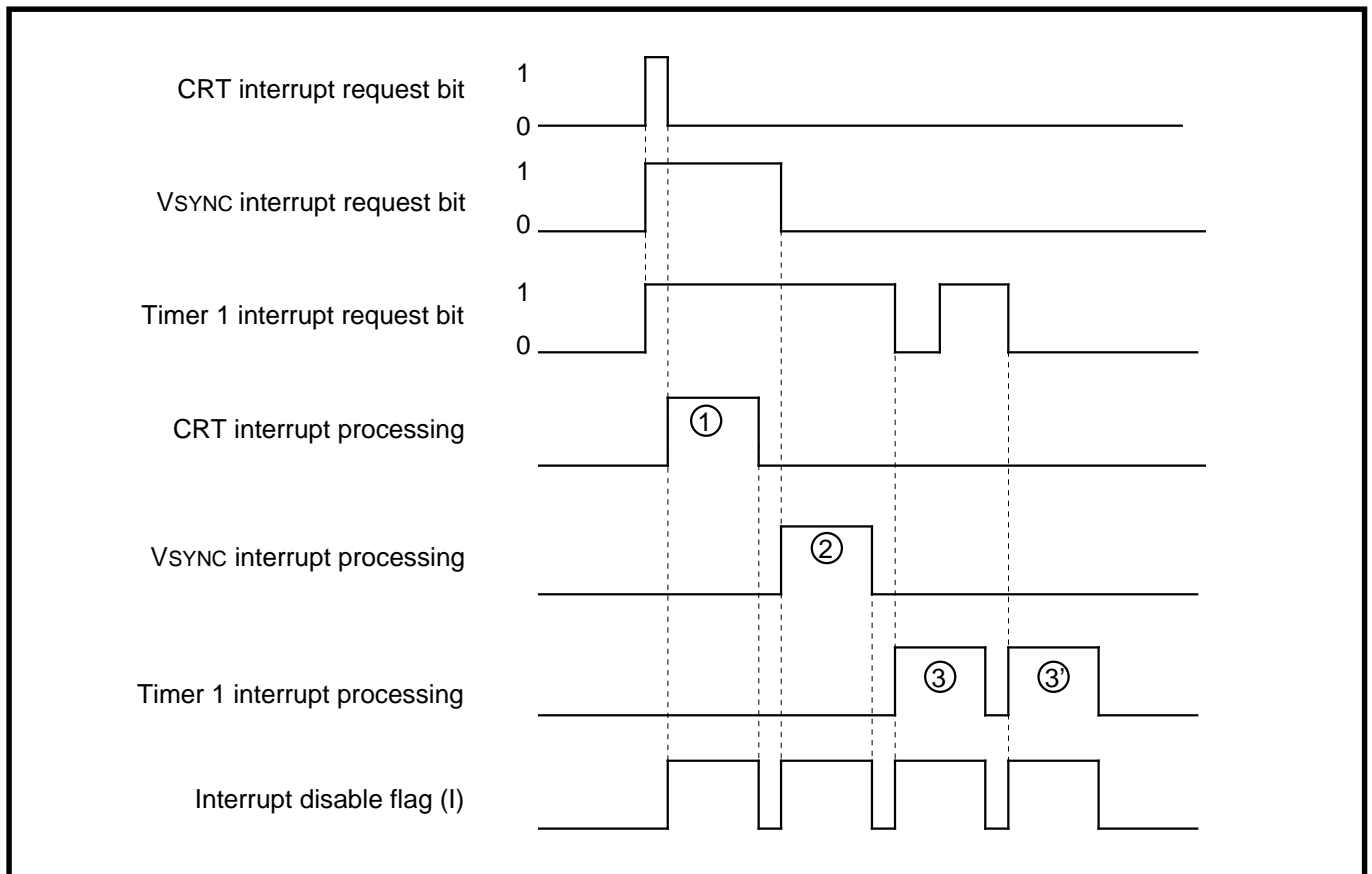 CRT interrupt request bit
1
0
VSYNC interrupt request bit
1
0
Timer 1 interrupt request bit
1
0
CRT interrupt processing
①
VSYNC interrupt processing
②
Timer 1 interrupt processing
③ ③’
Interrupt disable flag (I)